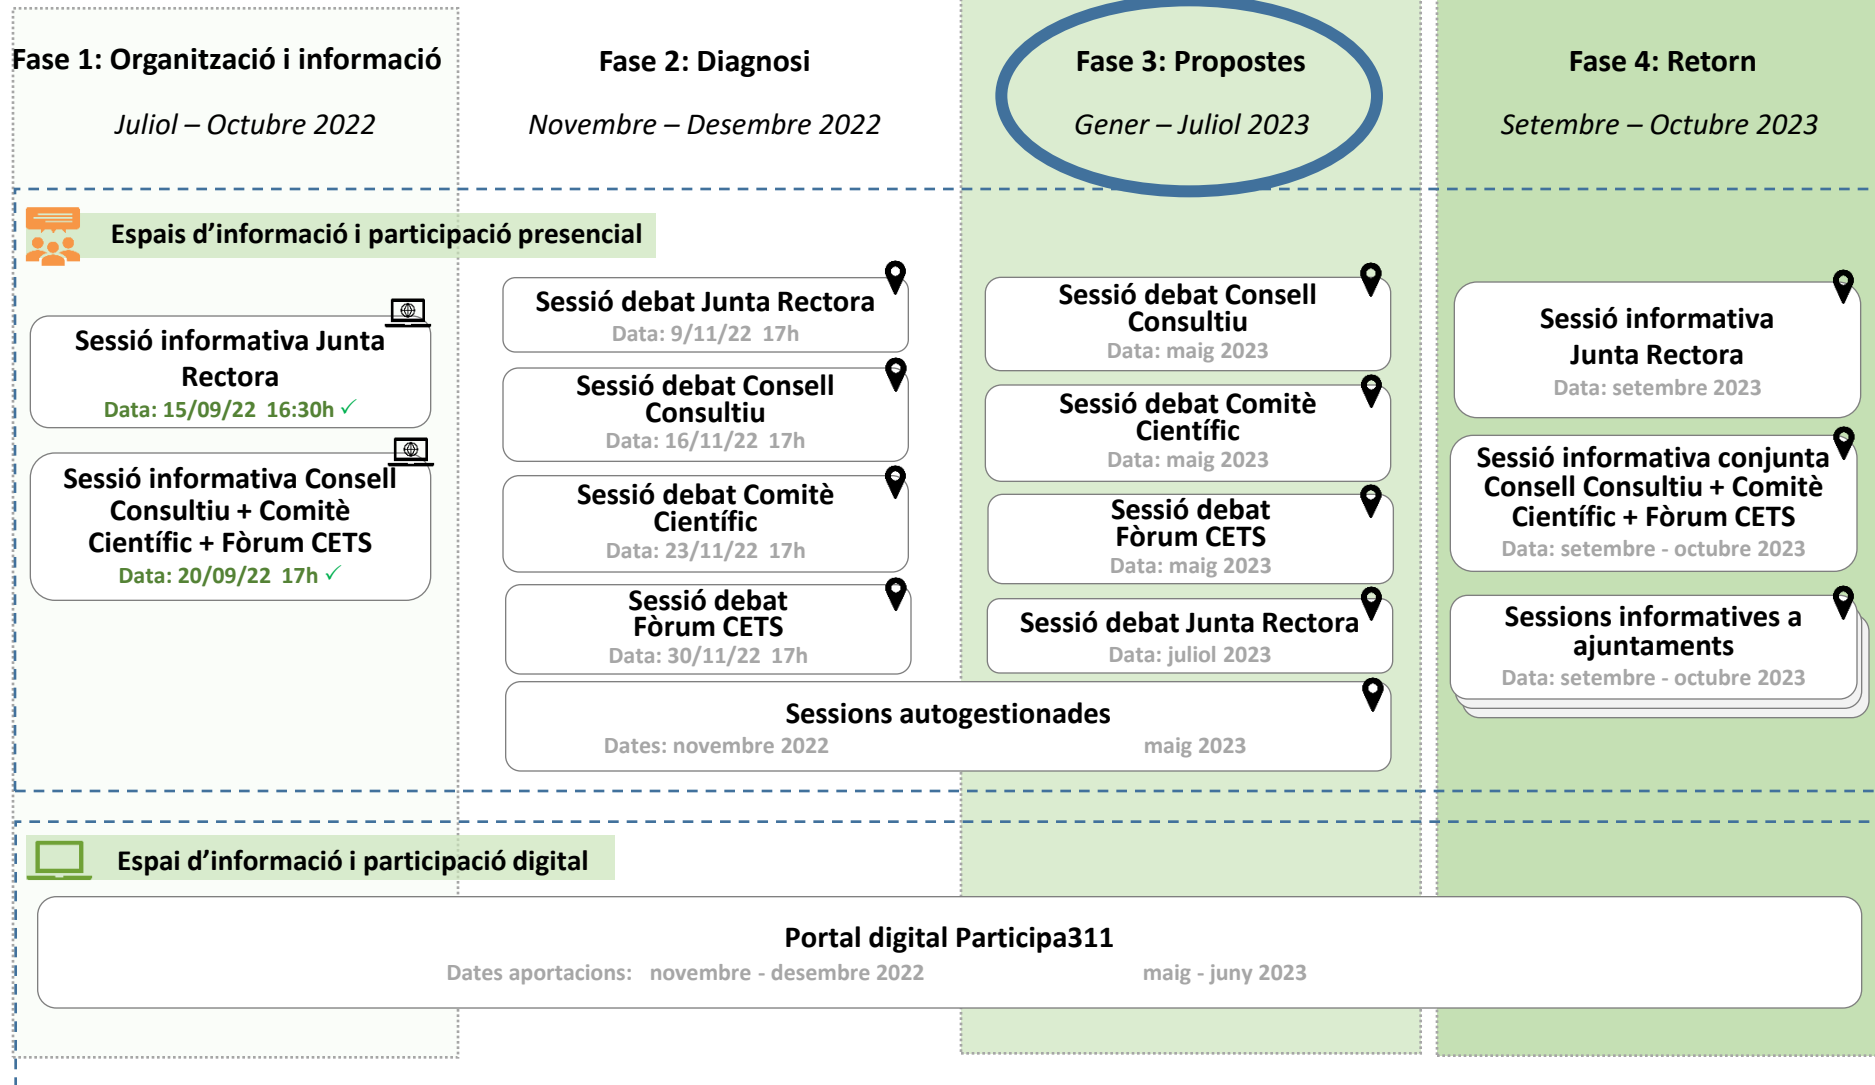 Fase 1: Organització i informació
Juliol – Octubre 2022
Fase 2: Diagnosi
Novembre – Desembre 2022
Fase 3: Propostes
Gener – Juliol 2023
Fase 4: Retorn
Setembre – Octubre 2023
Espais d’informació i participació presencial
Sessió informativa Junta
Rectora
Data: 15/09/22 16:30h ✓
Sessió informativa Consell
Consultiu + Comitè
Científic + Fòrum CETS
Data: 20/09/22 17h ✓
Sessió debat Junta Rectora
Data: 9/11/22 17h
Sessió debat Consell
Consultiu
Data: 16/11/22 17h
Sessió debat Comitè
Científic
Data: 23/11/22 17h
Sessió debat
Fòrum CETS
Data: 30/11/22 17h
Sessió debat Consell
Consultiu
Data: maig 2023
Sessió debat Comitè
Científic
Data: maig 2023
Sessió debat
Fòrum CETS
Data: maig 2023
Sessió debat Junta Rectora
Data: juliol 2023
Sessions autogestionades
Dates: novembre 2022 maig 2023
Sessió informativa
Junta Rectora
Data: setembre 2023
Sessió informativa conjunta
Consell Consultiu + Comitè
Científic + Fòrum CETS
Data: setembre - octubre 2023
Sessions informatives a
ajuntaments
Data: setembre - octubre 2023
Espai d’informació i participació digital
Portal digital Participa311
Dates aportacions: novembre - desembre 2022 maig - juny 2023